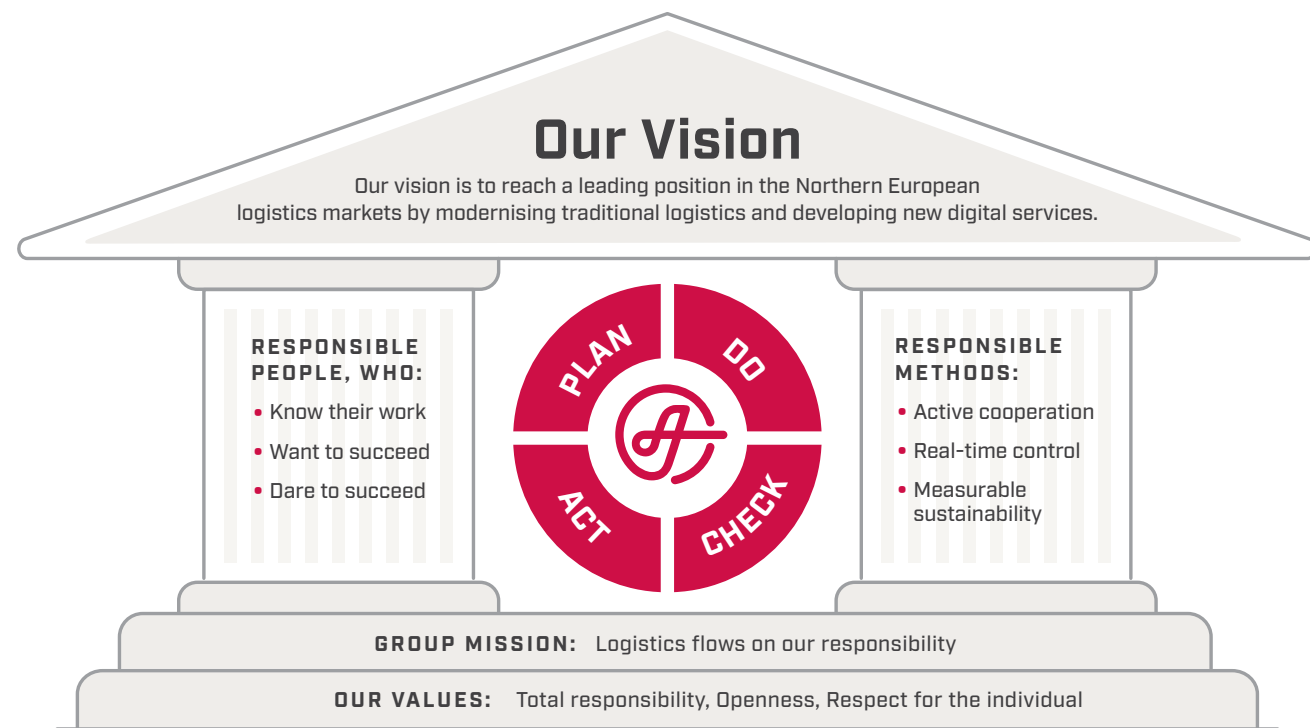 Our Vision
Our vision is to reach a leading position in the Northern European
logistics markets by modernising traditional logistics and developing new digital services.
RESPONSIBLE
PEOPLE, WHO:
• Know their work
• Want to succeed
• Dare to succeed
PLAN
DO
CHECK
ACT
RESPONSIBLE
METHODS:
• Active cooperation
• Real-time control
• Measurable
sustainability
GROUP MISSION: Logistics flows on our responsibility
OUR VALUES: Total responsibility, Openness, Respect for the individual